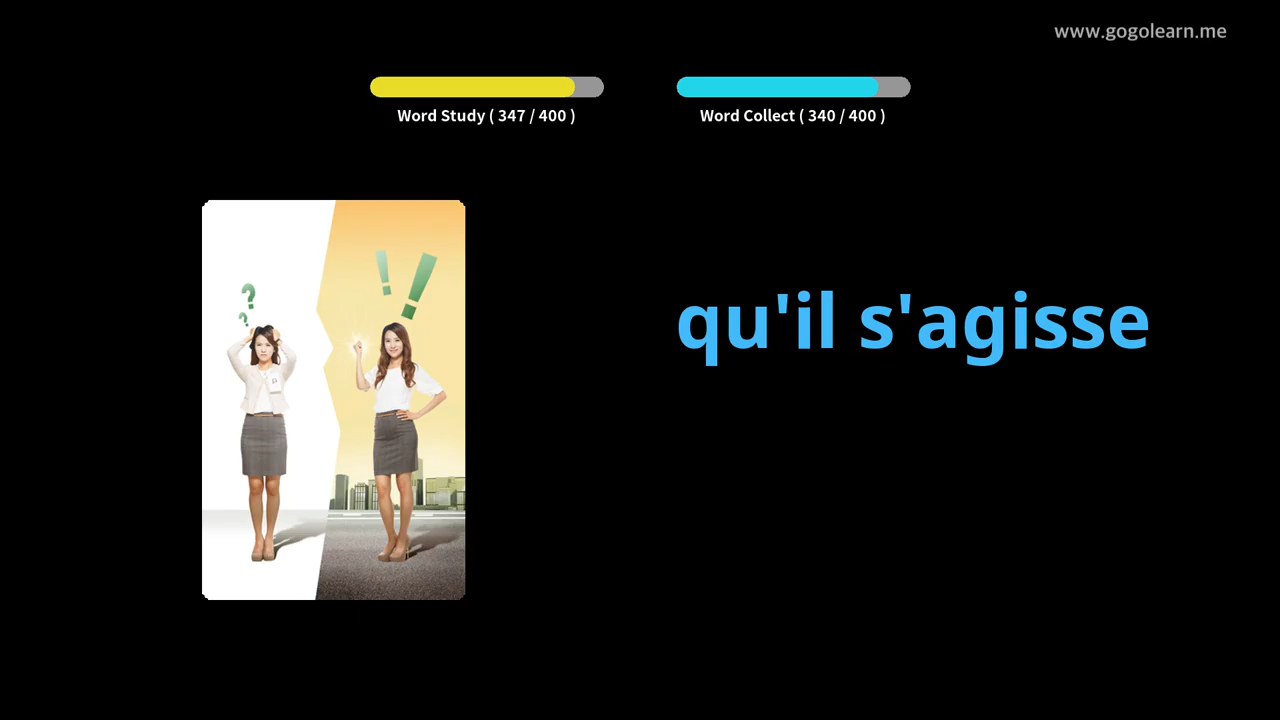 www.gogolearn.me
Word Study ( 347 / 400 )
Word Collect ( 340 / 400 )
? ?
! !
qu'il s'agisse